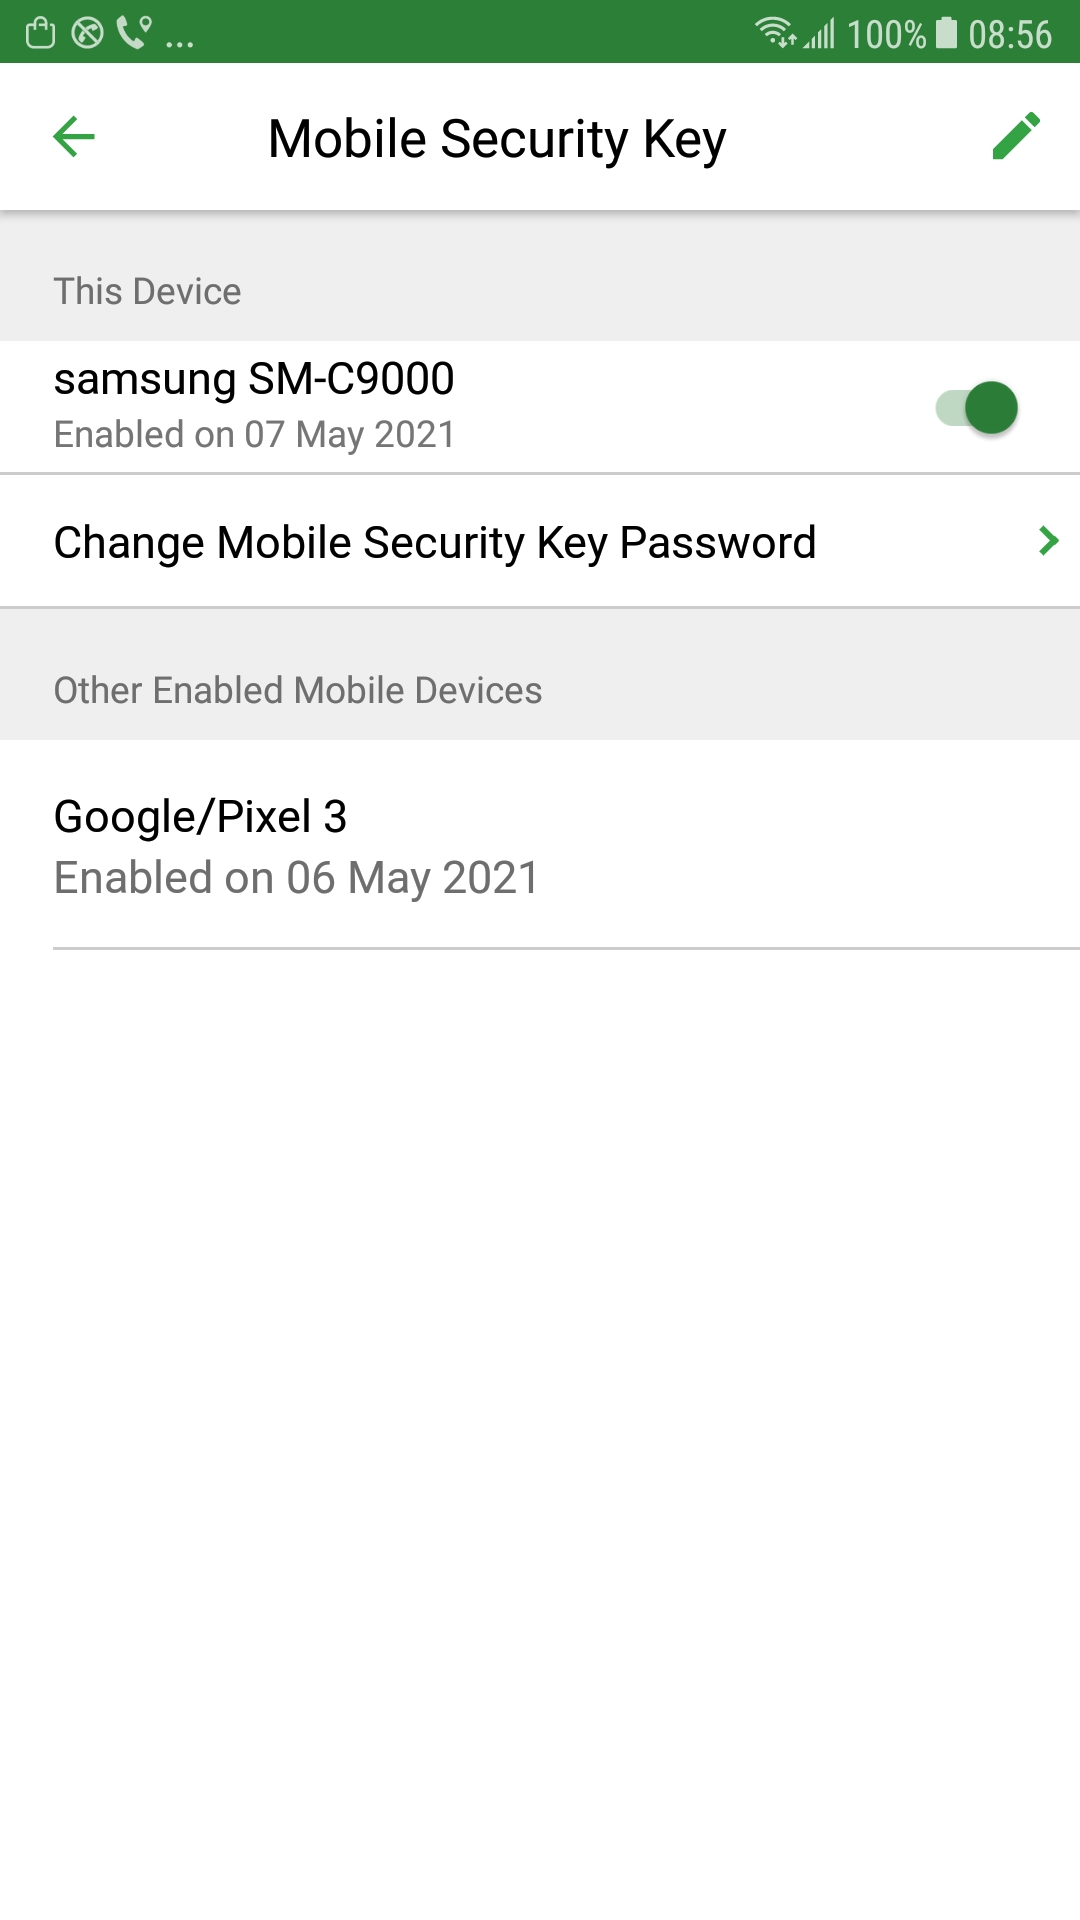 100% 08:56
Mobile Security Key
This Device
samsung SM-C9000
Enabled on 07 May 2021
Change Mobile Security Key Password
Other Enabled Mobile Devices
Google/Pixel 3
Enabled on 06 May 2021